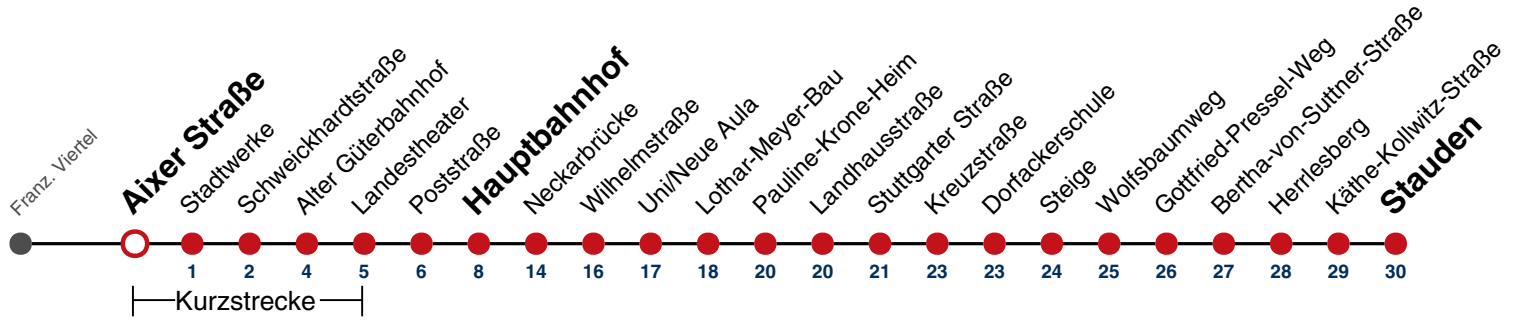 Franz. Viertel
Aixer Straße
Stadtwerke
Schweickhardtstraße
Alter Güterbahnhof
Landestheater
Poststraße
Hauptbahnhof
Neckarbrücke
Wilhelmstraße
Uni/Neue Aula
Lothar-Meyer-Bau
Pauline-Krone-Heim
Landhausstraße
Stuttgarter Straße
Kreuzstraße
Dorfackerschule
Steige
Wolfsbaumweg
Gottfried-Pressel-Weg
Bertha-von-Suttner-Straße
Herrlesberg
Käthe-Kollwitz-Straße
Stauden
1 2 4 5 6 8 14 16 17 18 20 20 21 23 23 24 25 26 27 28 29 30
Kurzstrecke